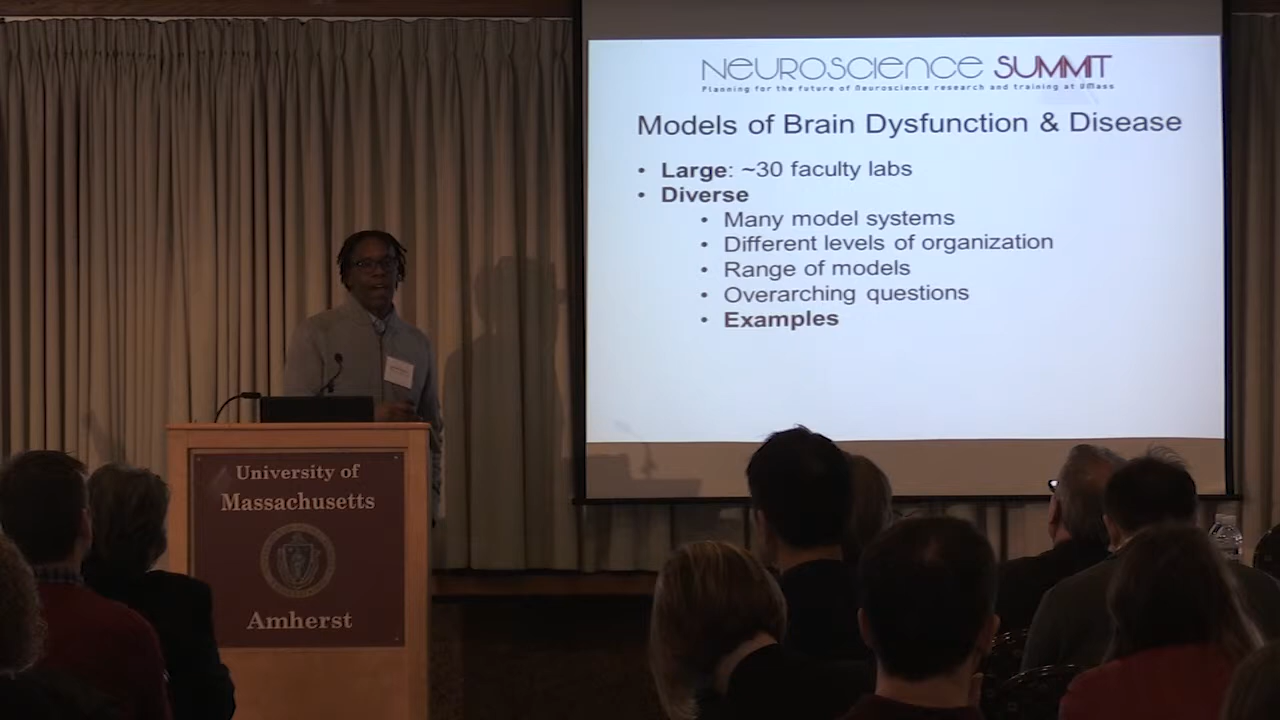 NEUROSCIENCE SUMMIT
Planning for the future of Neuroscience research and training at UMass
Models of Brain Dysfunction & Disease
• Large: ~30 faculty labs
• Diverse
• Many model systems
• Different levels of organization
• Range of models
• Overarching questions
• Examples
University of
Massachusetts
Amherst